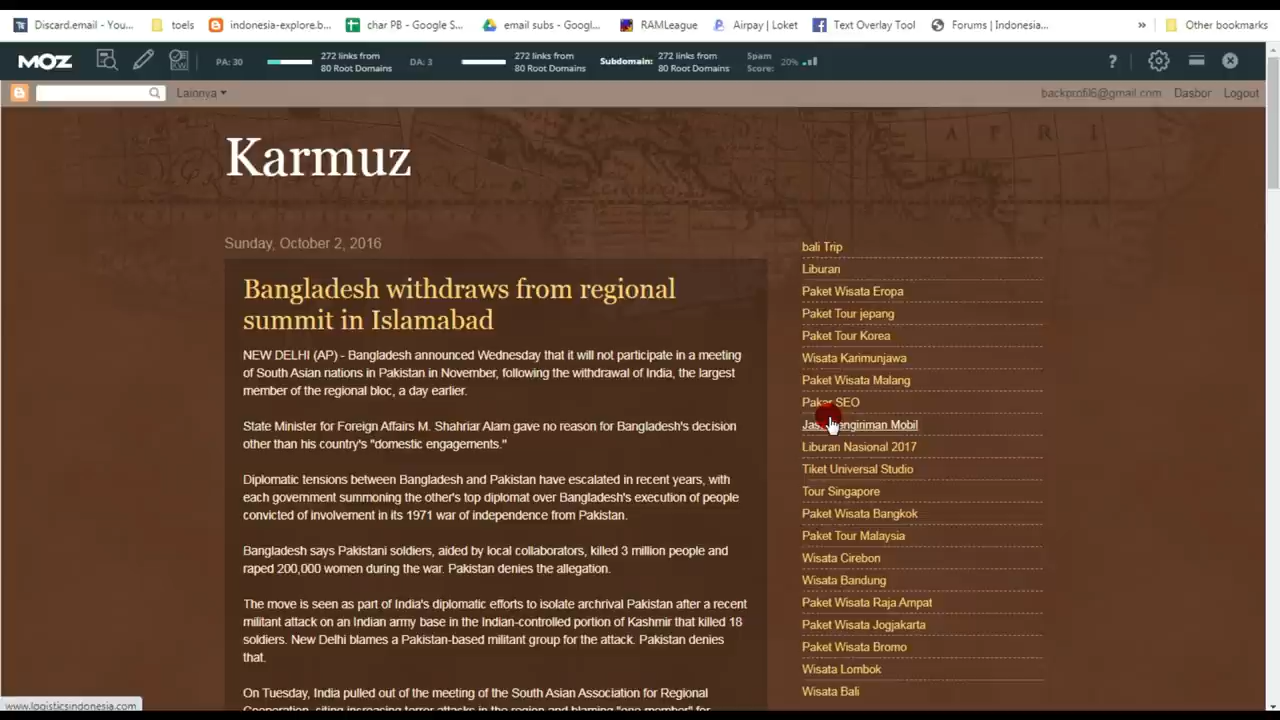 Discard.email - You...
toels
indonesia-explore.b...
char PB - Google S...
email subs - Googl...
RAMLeague
Airpay | Loket
Text Overlay Tool
Forums | Indonesia...
»
Other bookmarks
MOZ
PA: 30
272 links from
80 Root Domains
DA: 3
272 links from
80 Root Domains
Subdomain:
272 links from
80 Root Domains
Spam
Score:
20%
?
Lainnya
backprofil6@gmail.com
Dasbor
Logout
Karmuz
Sunday, October 2, 2016
Bangladesh withdraws from regional
summit in Islamabad
NEW DELHI (AP) - Bangladesh announced Wednesday that it will not participate in a meeting
of South Asian nations in Pakistan in November, following the withdrawal of India, the largest
member of the regional bloc, a day earlier.
State Minister for Foreign Affairs M. Shahriar Alam gave no reason for Bangladesh's decision
other than his country's "domestic engagements."
Diplomatic tensions between Bangladesh and Pakistan have escalated in recent years, with
each government summoning the other's top diplomat over Bangladesh's execution of people
convicted of involvement in its 1971 war of independence from Pakistan.
Bangladesh says Pakistani soldiers, aided by local collaborators, killed 3 million people and
raped 200,000 women during the war. Pakistan denies the allegation.
The move is seen as part of India's diplomatic efforts to isolate archrival Pakistan after a recent
militant attack on an Indian army base in the Indian-controlled portion of Kashmir that killed 18
soldiers. New Delhi blames a Pakistan-based militant group for the attack. Pakistan denies
that.
On Tuesday, India pulled out of the meeting of the South Asian Association for Regional
Cooperation, citing increasing terror attacks in the region and blaming "one member" for
bali Trip
Liburan
Paket Wisata Eropa
Paket Tour jepang
Paket Tour Korea
Wisata Karimunjawa
Paket Wisata Malang
Pakar SEO
Mobil
Liburan Nasional 2017
Tiket Universal Studio
Tour Singapore
Paket Wisata Bangkok
Paket Tour Malaysia
Wisata Cirebon
Wisata Bandung
Paket Wisata Raja Ampat
Paket Wisata Jogjakarta
Paket Wisata Bromo
Wisata Lombok
Wisata Bali
www.logisticsindonesia.com